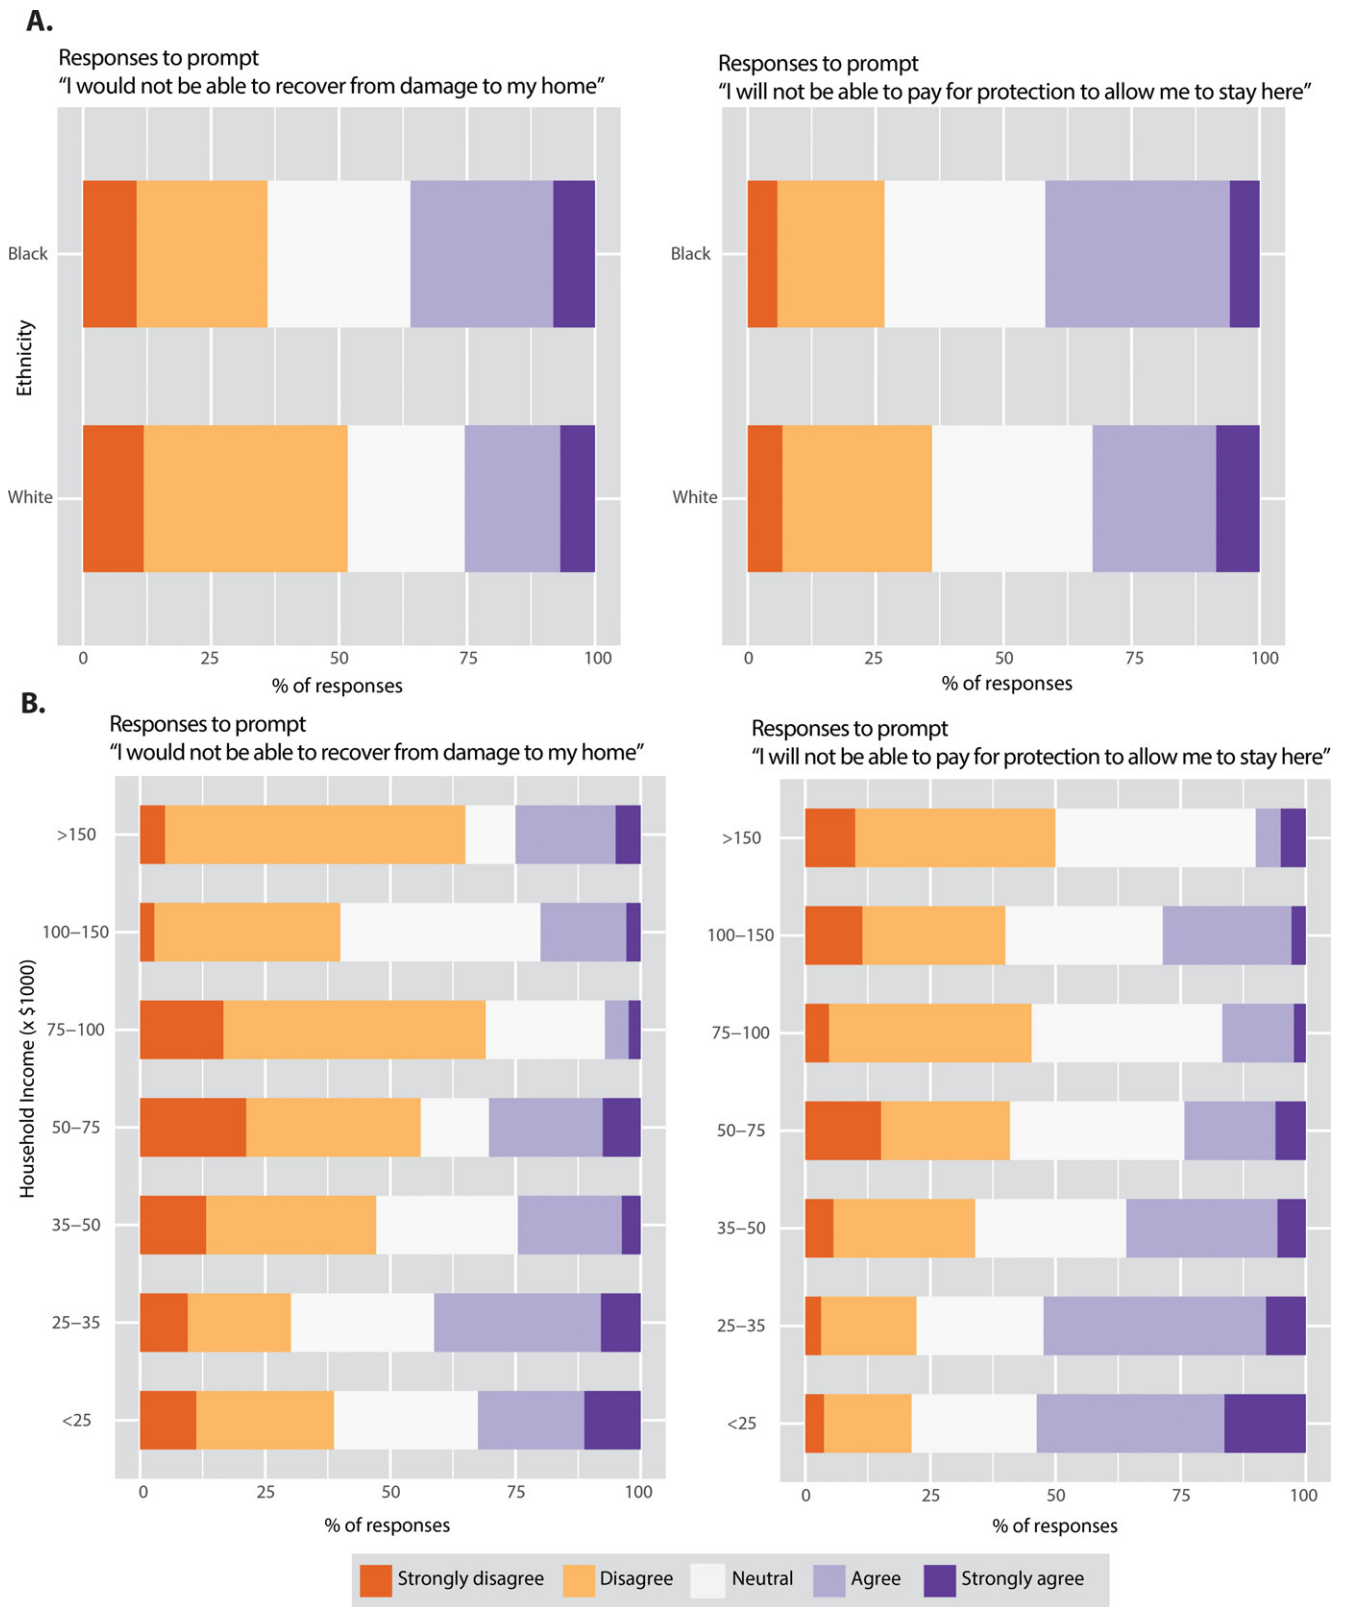 A.
Responses to prompt
“I would not be able to recover from damage to my home”
Responses to prompt
“I will not be able to pay for protection to allow me to stay here”
Black
White
Ethnicity
0 25 50 75 100
% of responses
Black
White
0 25 50 75 100
% of responses
B.
Responses to prompt
“I would not be able to recover from damage to my home”
Responses to prompt
“I will not be able to pay for protection to allow me to stay here”
Household Income (x $1000)
>150
100–150
75–100
50–75
35–50
25–35
<25
0 25 50 75 100
% of responses
>150
100–150
75–100
50–75
35–50
25–35
<25
0 25 50 75 100
% of responses
Strongly disagree Disagree Neutral Agree Strongly agree